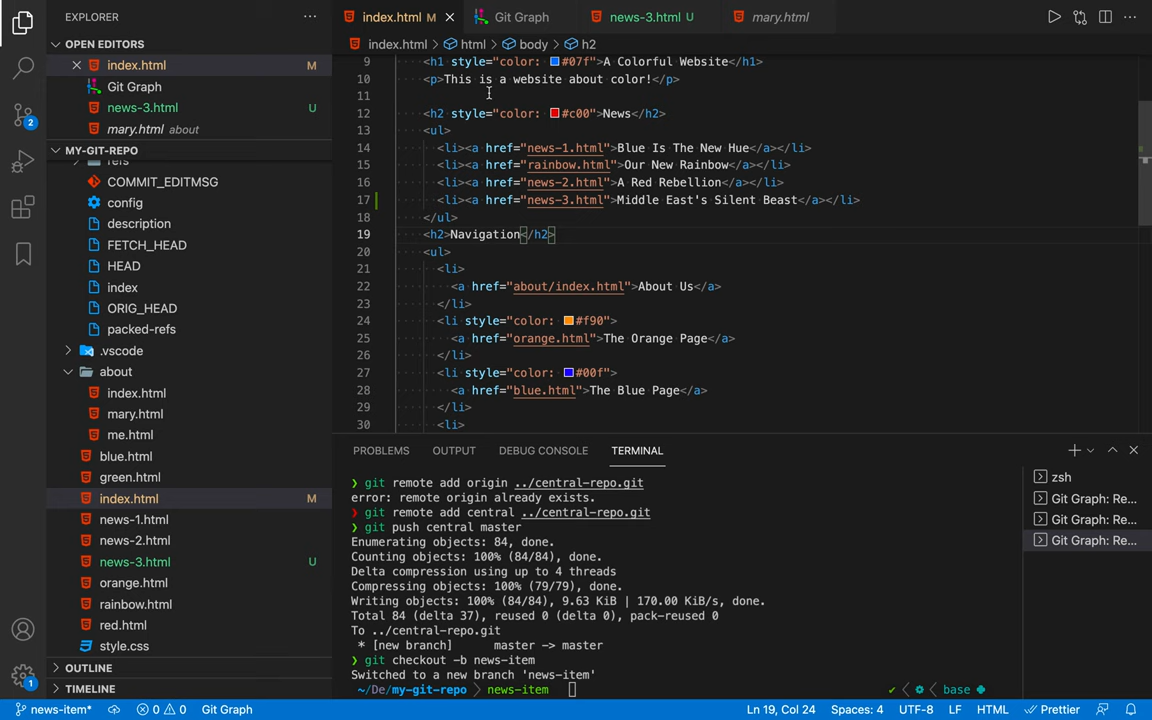 EXPLORER ···
OPEN EDITORS
index.html M
Git Graph
news-3.html U
mary.html about
MY-GIT-REPO
refs
COMMIT_EDITMSG
config
description
FETCH_HEAD
HEAD
index
ORIG_HEAD
packed-refs
.vscode
about
index.html
mary.html
me.html
blue.html
green.html
index.html M
news-1.html
news-2.html
news-3.html U
orange.html
rainbow.html
red.html
style.css
OUTLINE
TIMELINE
2
1
index.html M Git Graph news-3.html U mary.html
index.html > html > body > h2
9 <h1 style="color: #07f">A Colorful Website</h1>
10 <p>This is a website about color!</p>
11
12 <h2 style="color: #c00">News</h2>
13 <ul>
14 <li><a href="news-1.html">Blue Is The New Hue</a></li>
15 <li><a href="rainbow.html">Our New Rainbow</a></li>
16 <li><a href="news-2.html">A Red Rebellion</a></li>
17 <li><a href="news-3.html">Middle East's Silent Beast</a></li>
18 </ul>
19 <h2>Navigation</h2>
20 <ul>
21 <li>
22 <a href="about/index.html">About Us</a>
23 </li>
24 <li style="color: #f90">
25 <a href="orange.html">The Orange Page</a>
26 </li>
27 <li style="color: #00f">
28 <a href="blue.html">The Blue Page</a>
29 </li>
30 <li>
PROBLEMS OUTPUT DEBUG CONSOLE TERMINAL
❯ git remote add origin ../central-repo.git
error: remote origin already exists.
❯ git remote add central ../central-repo.git
❯ git push central master
Enumerating objects: 84, done.
Counting objects: 100% (84/84), done.
Delta compression using up to 4 threads
Compressing objects: 100% (79/79), done.
Writing objects: 100% (84/84), 9.63 KiB | 170.00 KiB/s, done.
Total 84 (delta 37), reused 0 (delta 0), pack-reused 0
To ../central-repo.git
* [new branch] master -> master
❯ git checkout -b news-item
Switched to a new branch 'news-item'
~/De/my-git-repo news-item ✓ base
zsh
Git Graph: Re...
Git Graph: Re...
Git Graph: Re...
news-item* 0 0 Git Graph Ln 19, Col 24 Spaces: 4 UTF-8 LF HTML Prettier